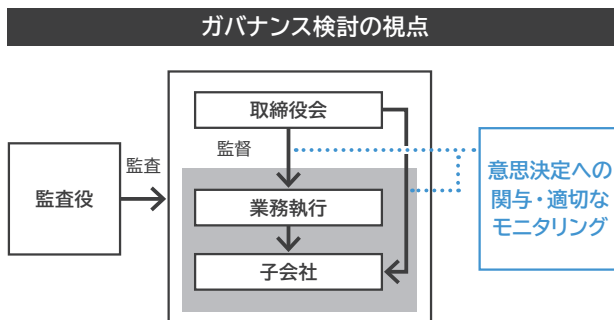 ガバナンス検討の視点
取締役会
監督
監査
監査役
業務執行
子会社
意思決定への
関与・適切な
モニタリング